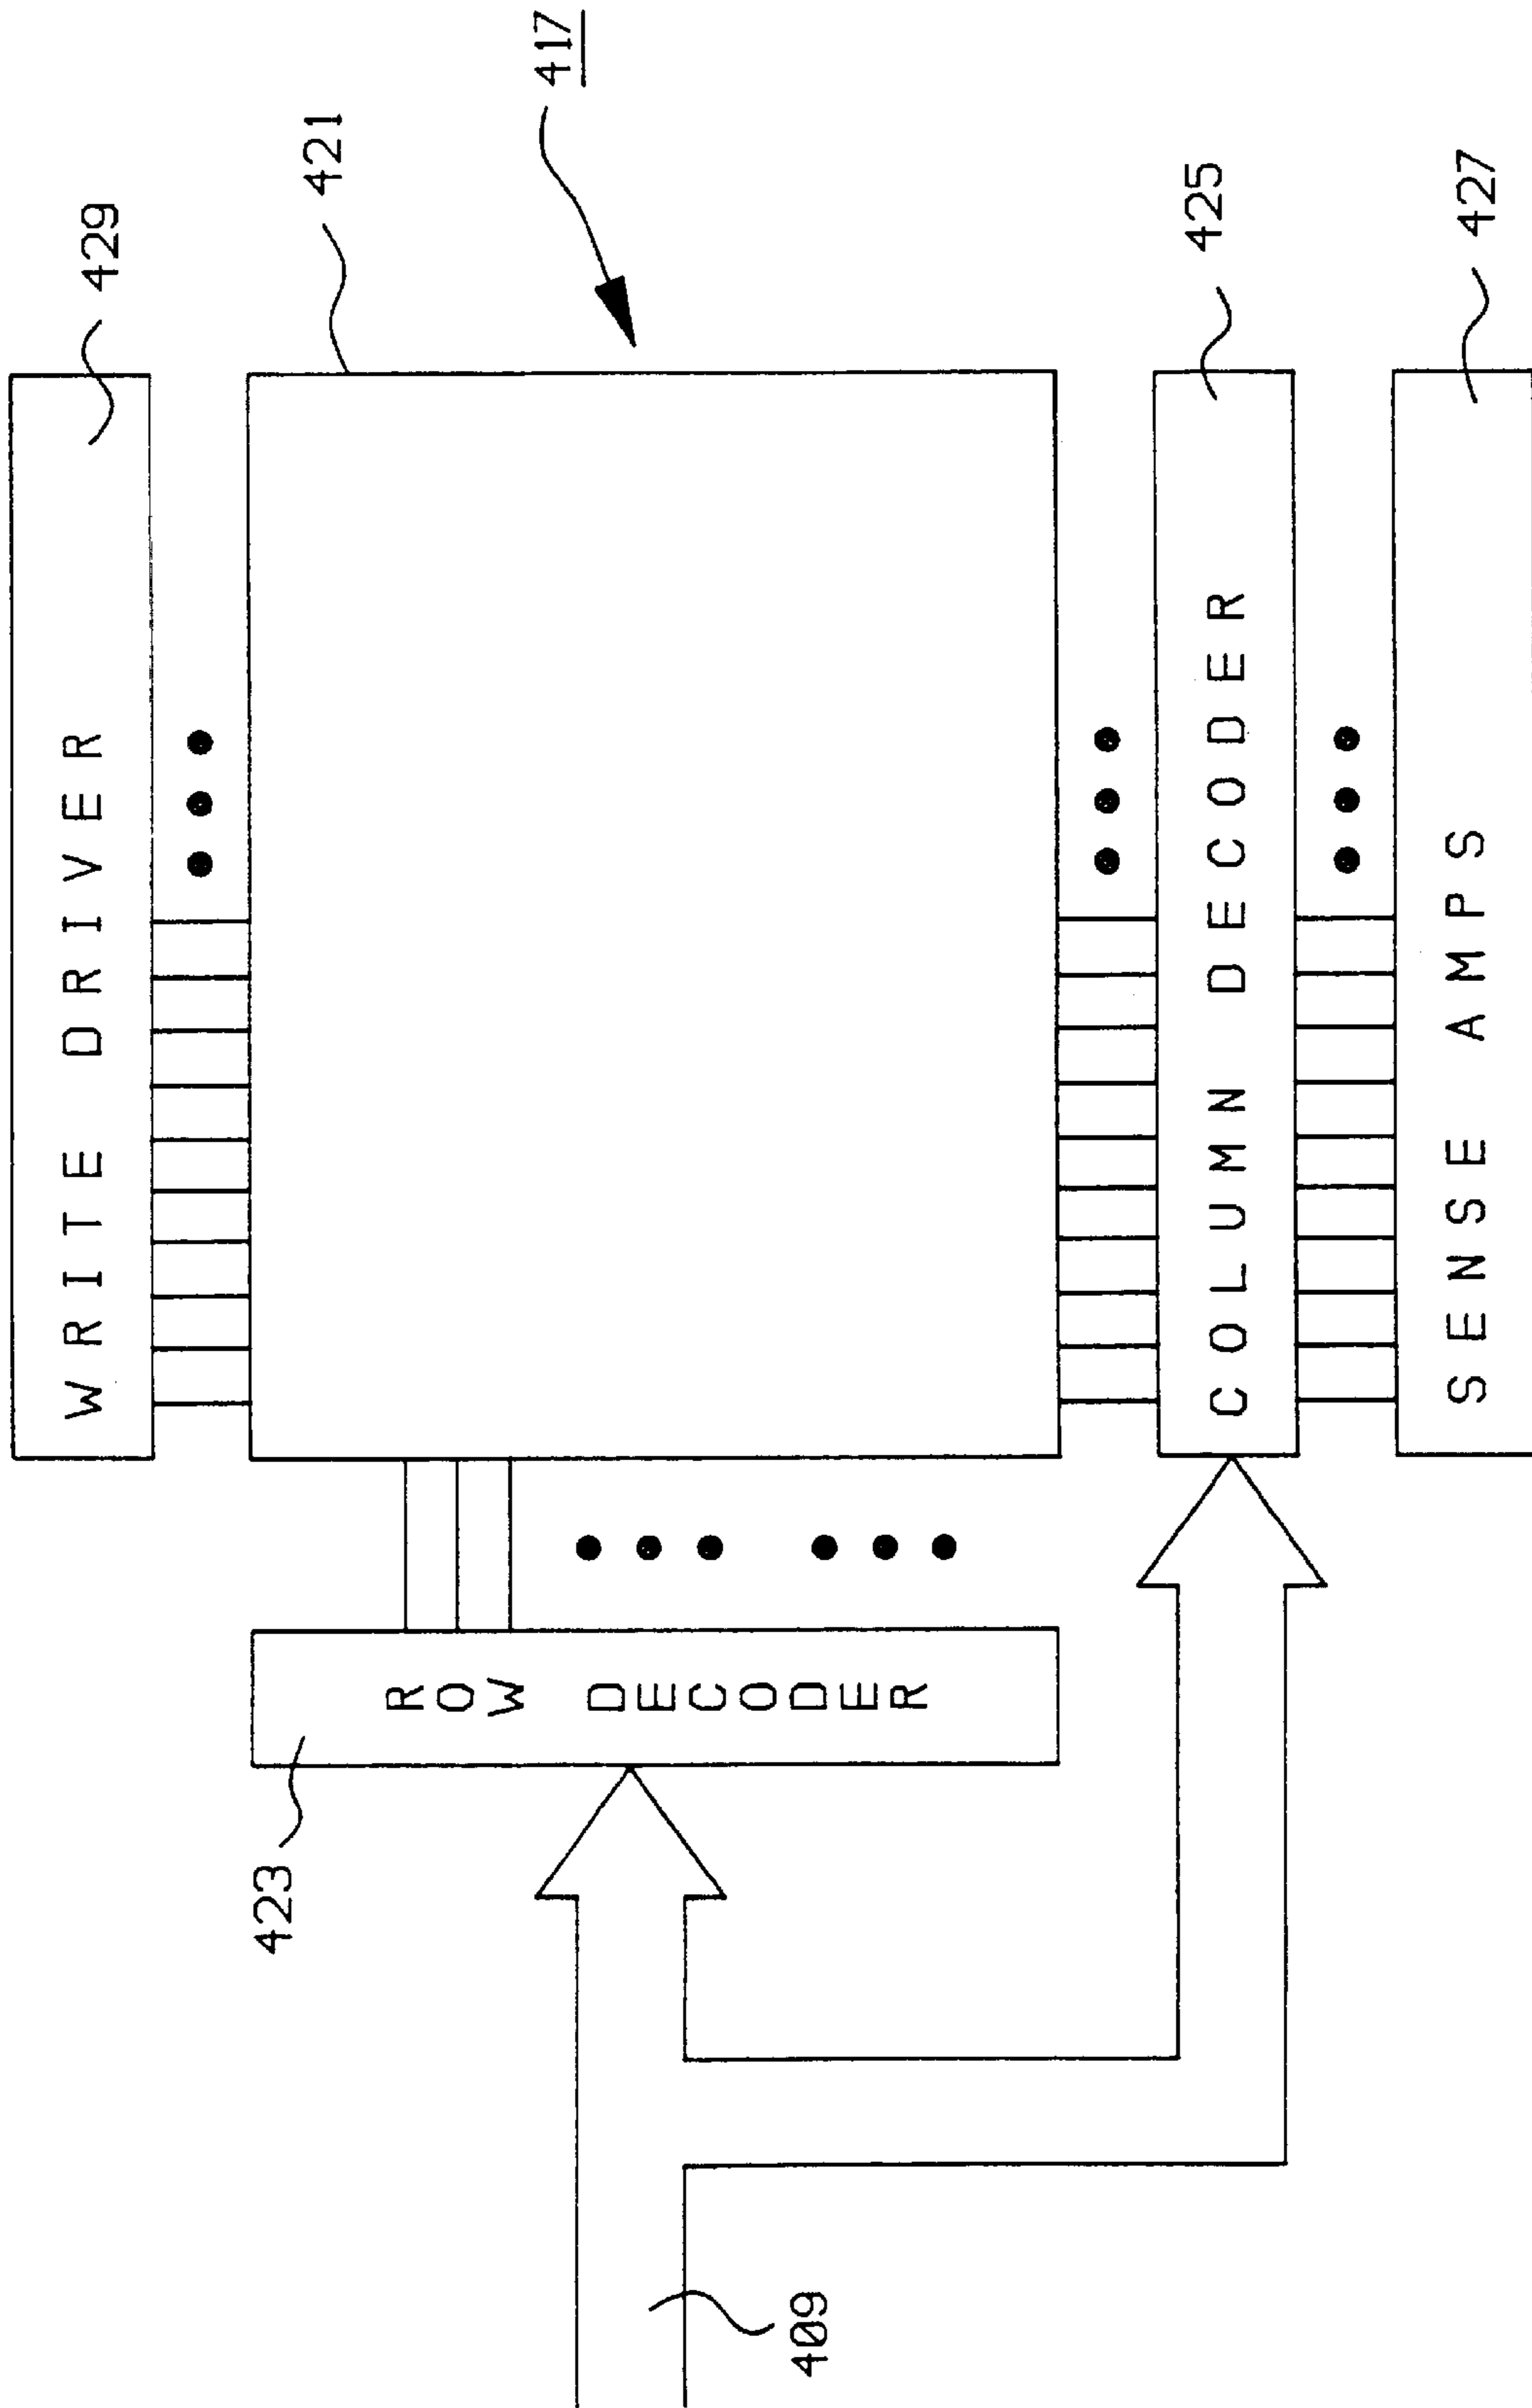 WRITE DRIVER
429
421
417
ROW DECODER
423
COLUMN DECODER
425
SENSE AMPS
427
409